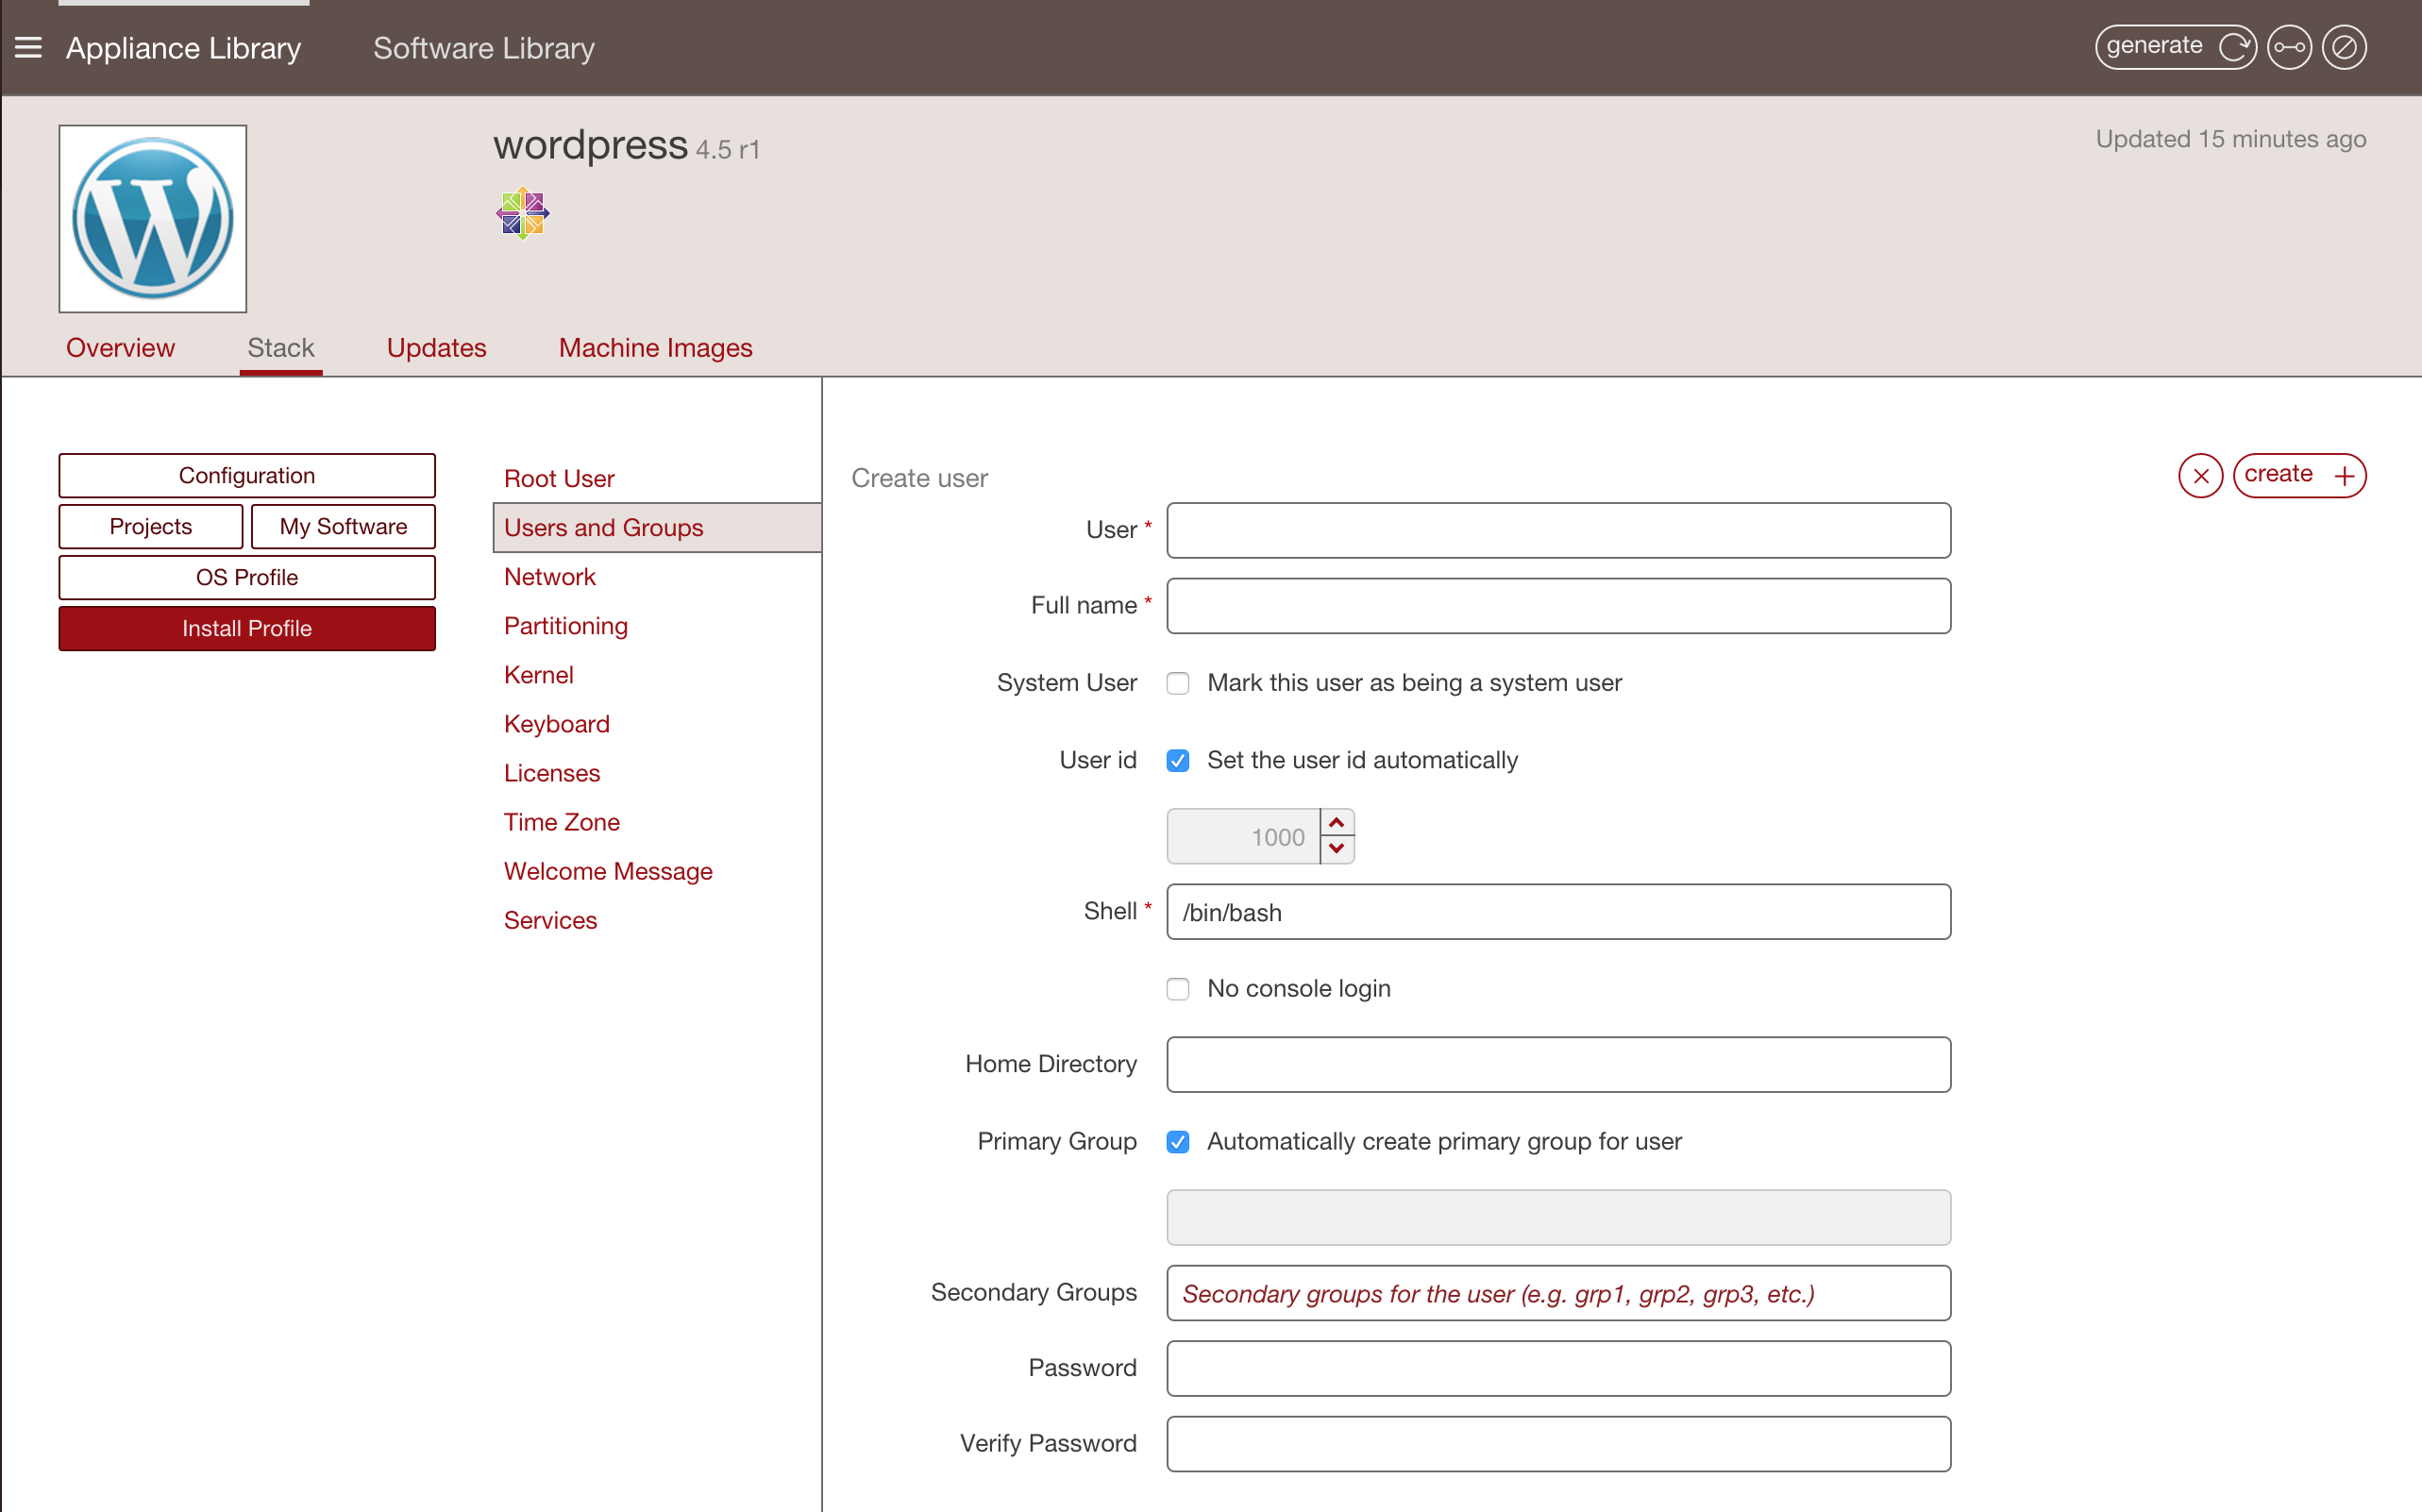 Appliance Library Software Library generate
wordpress 4.5 r1 Updated 15 minutes ago
Overview Stack Updates Machine Images
Configuration
Projects My Software
OS Profile
Install Profile
Root User
Users and Groups
Network
Partitioning
Kernel
Keyboard
Licenses
Time Zone
Welcome Message
Services
Create user create
User *
Full name *
System User Mark this user as being a system user
User id Set the user id automatically
1000
Shell * /bin/bash
No console login
Home Directory
Primary Group Automatically create primary group for user
Secondary Groups Secondary groups for the user (e.g. grp1, grp2, grp3, etc.)
Password
Verify Password